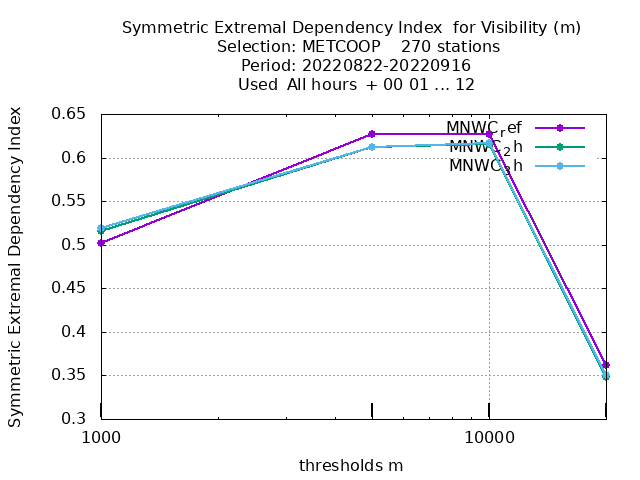 Symmetric Extremal Dependency Index  for Visibility (m)
Selection: METCOOP    270 stations
Period: 20220822-20220916
Used  All hours  + 00 01 ... 12
Symmetric Extremal Dependency Index
0.65
0.6
0.55
0.5
0.45
0.4
0.35
0.3
MNWC_ref
MNWC_2h
MNWC_3h
1000
10000
thresholds m